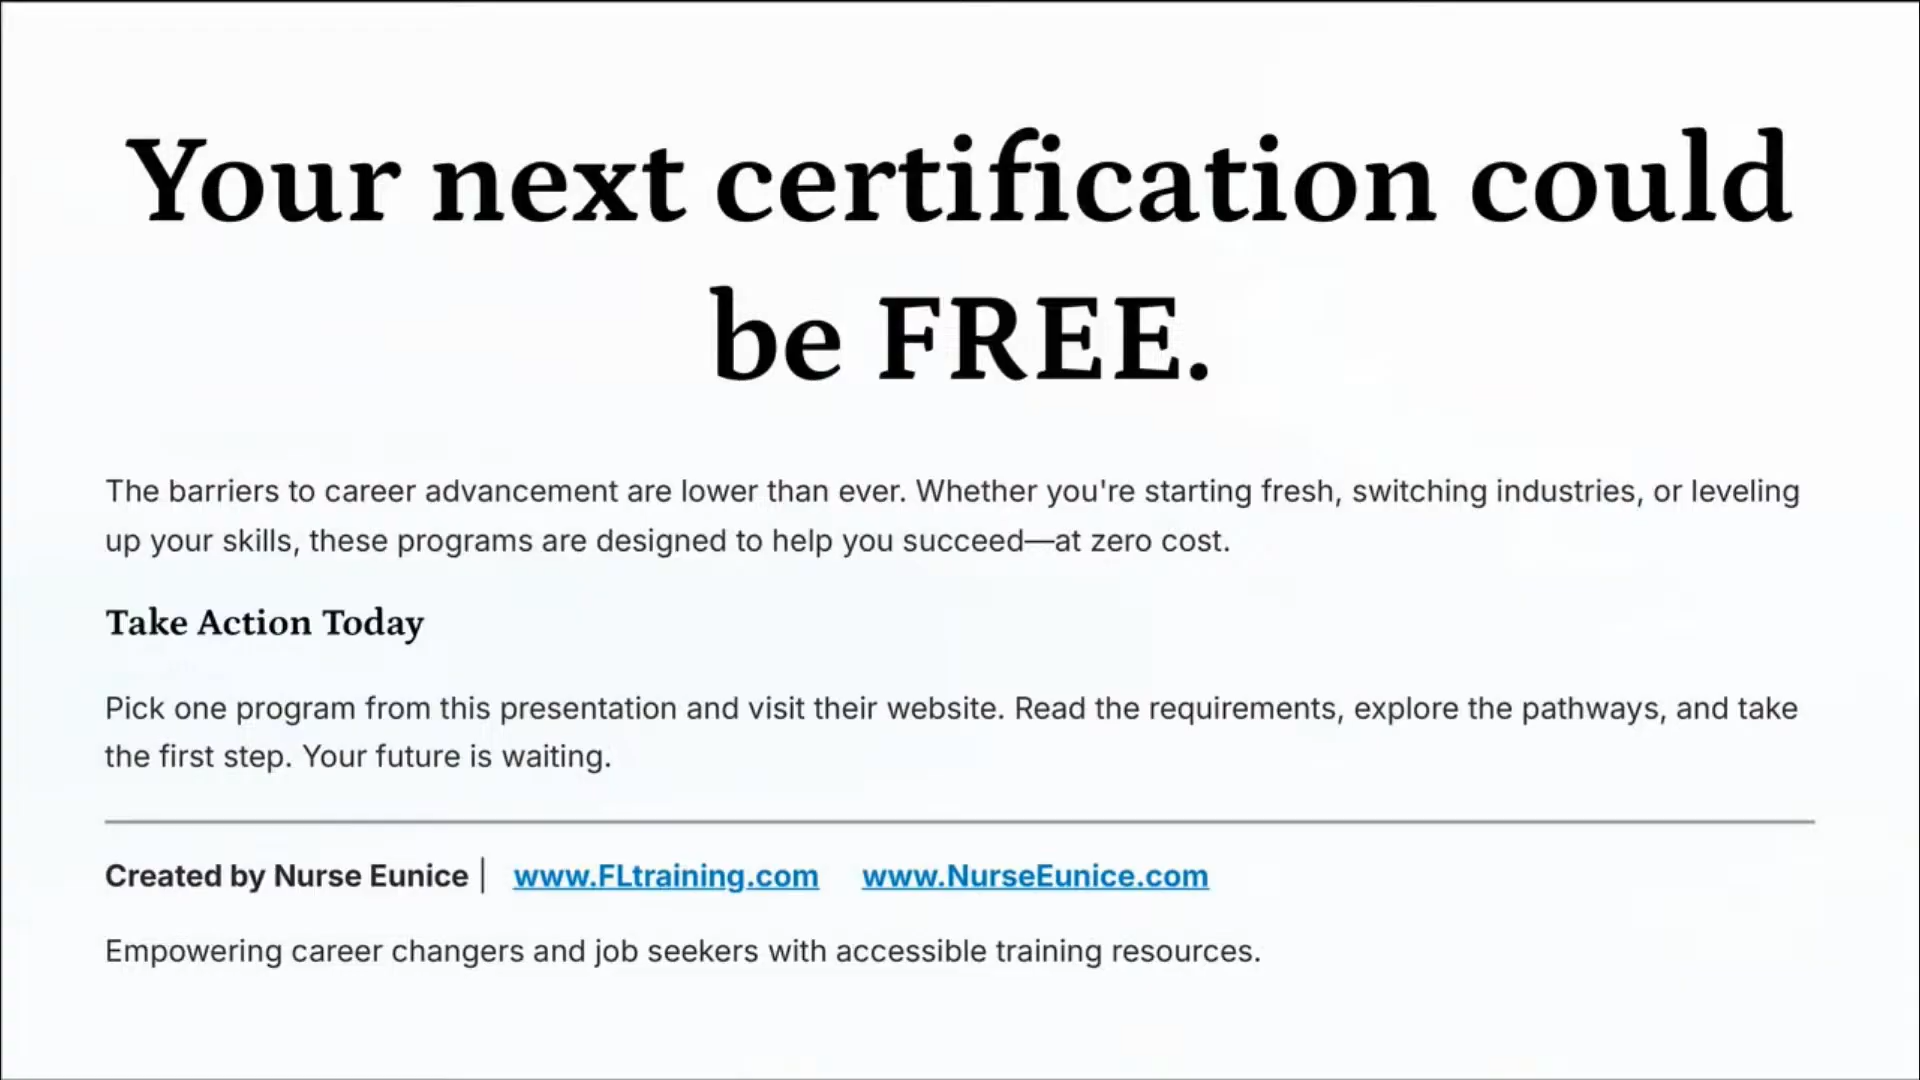 Your next certification could
be FREE.
The barriers to career advancement are lower than ever. Whether you're starting fresh, switching industries, or leveling
up your skills, these programs are designed to help you succeed—at zero cost.
Take Action Today
Pick one program from this presentation and visit their website. Read the requirements, explore the pathways, and take
the first step. Your future is waiting.
Created by Nurse Eunice | www.FLtraining.com www.NurseEunice.com
Empowering career changers and job seekers with accessible training resources.